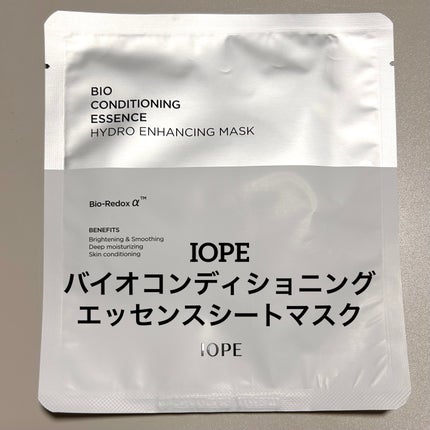 BIO
CONDITIONING
ESSENCE
HYDRO ENHANCING MASK
Bio-Redox α™
BENEFITS
Brightening & Smoothing
Deep moisturizing
Skin conditioning
IOPE
バイオコンディショニング
エッセンスシートマスク
IOPE